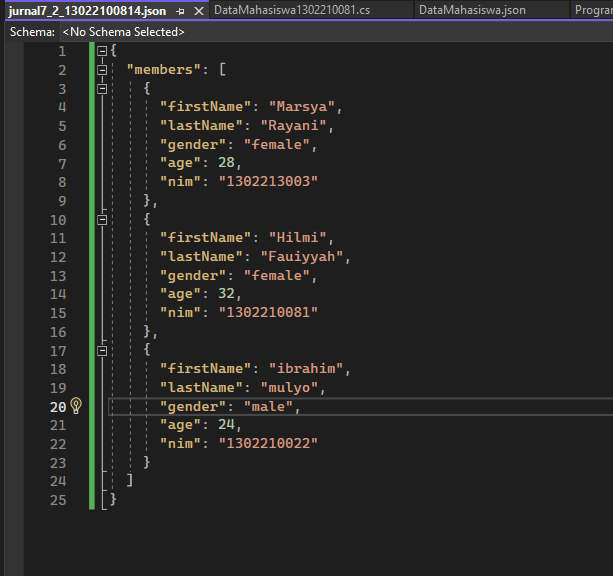 jurnal7_2_13022100814.json
DataMahasiswa1302210081.cs
DataMahasiswa.json
Progran
Schema: <No Schema Selected>
1 {
2 "members": [
3 {
4 "firstName": "Marsya",
5 "lastName": "Rayani",
6 "gender": "female",
7 "age": 28,
8 "nim": "1302213003"
9 },
10 {
11 "firstName": "Hilmi",
12 "lastName": "Fauiyyah",
13 "gender": "female",
14 "age": 32,
15 "nim": "1302210081"
16 },
17 {
18 "firstName": "ibrahim",
19 "lastName": "mulyo",
20 "gender": "male",
21 "age": 24,
22 "nim": "1302210022"
23 }
24 ]
25 }